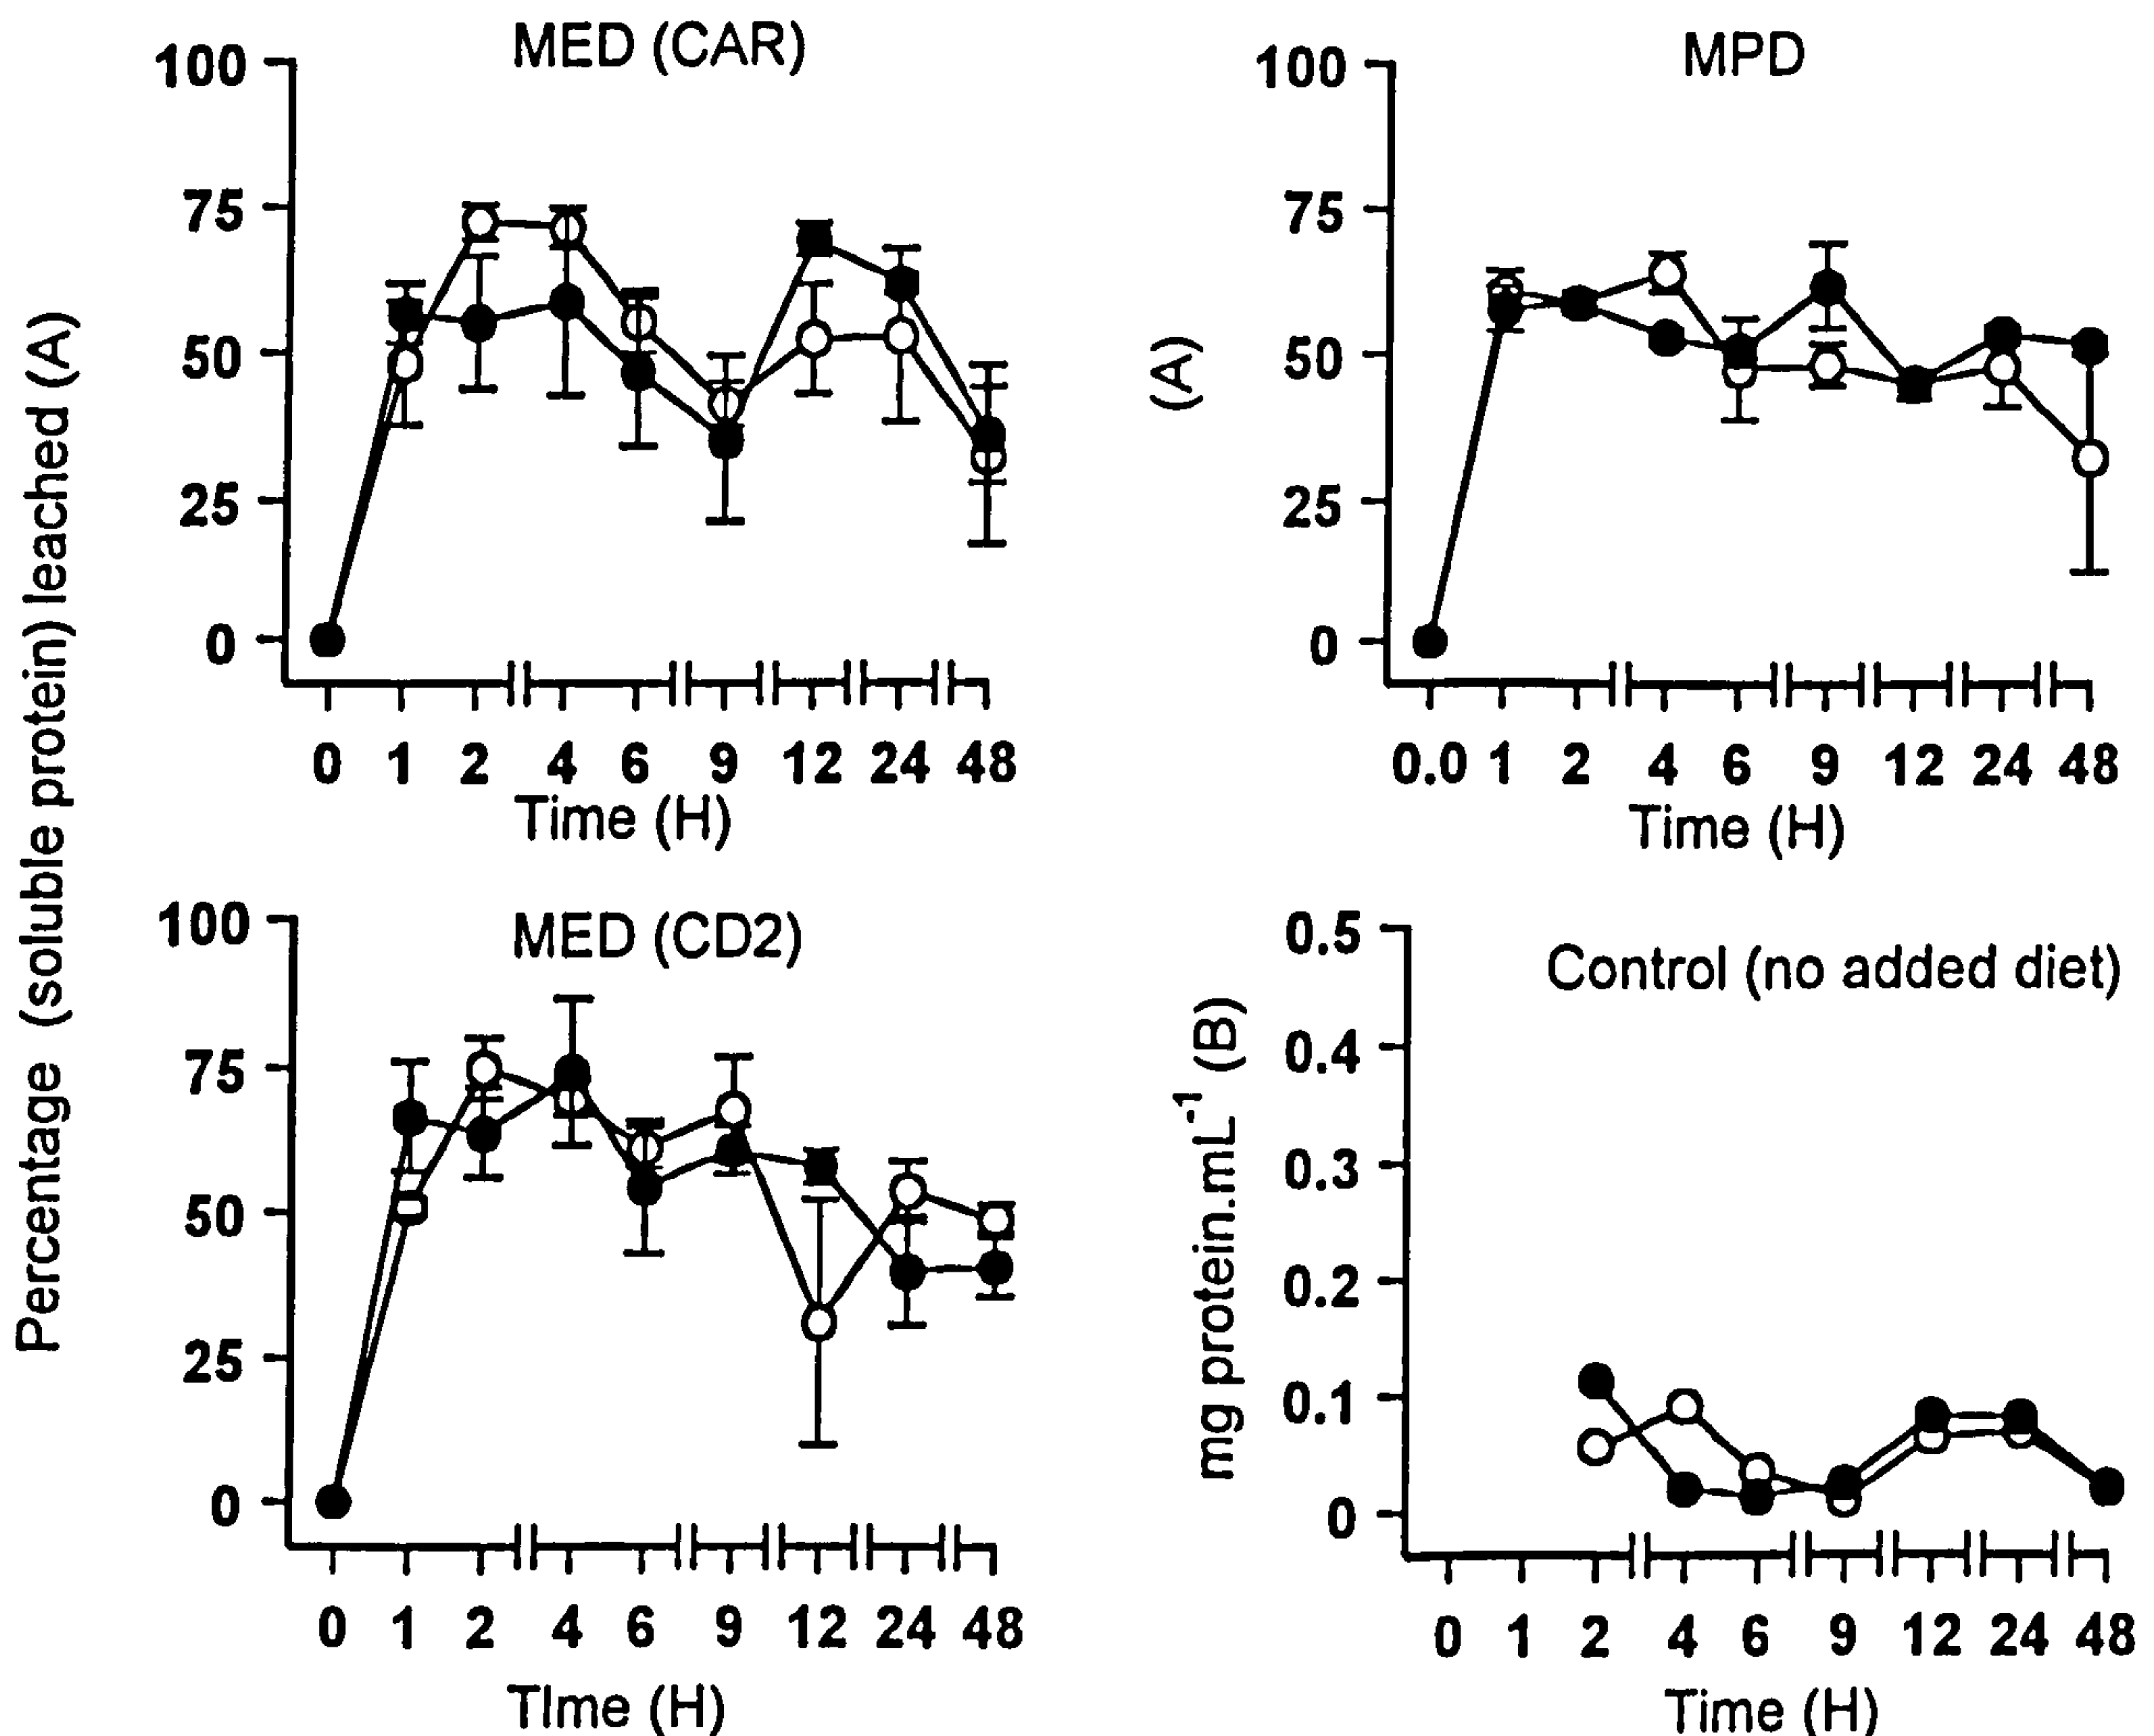 Percentage (soluble protein) leached (A)
MED (CAR)
100
75
50
25
0
0 1 2 4 6 9 12 24 48
Time (H)
MPD
(A)
100
75
50
25
0
0.0 1 2 4 6 9 12 24 48
Time (H)
MED (CD2)
100
75
50
25
0
0 1 2 4 6 9 12 24 48
TIme (H)
Control (no added diet)
mg protein.mL⁻¹ (B)
0.5
0.4
0.3
0.2
0.1
0
0 1 2 4 6 9 12 24 48
Time (H)